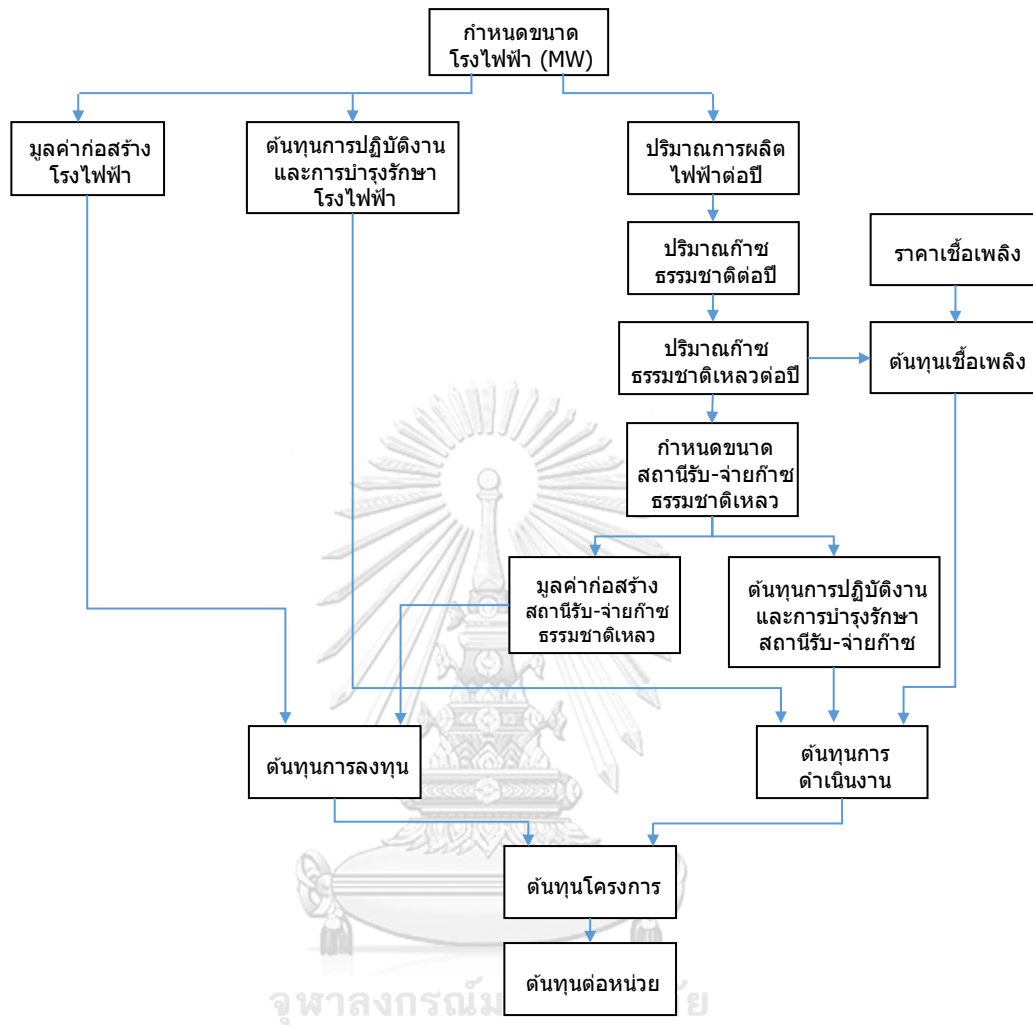 กำหนดขนาด
โรงไฟฟ้า (MW)
มูลค่าก่อสร้าง
โรงไฟฟ้า
ต้นทุนการปฏิบัติงาน
และการบำรุงรักษา
โรงไฟฟ้า
ปริมาณการผลิต
ไฟฟ้าต่อปี
ปริมาณก๊าซ
ธรรมชาติต่อปี
ราคาเชื้อเพลิง
ปริมาณก๊าซ
ธรรมชาติเหลวต่อปี
ต้นทุนเชื้อเพลิง
กำหนดขนาด
สถานีรับ-จ่ายก๊าซ
ธรรมชาติเหลว
มูลค่าก่อสร้าง
สถานีรับ-จ่ายก๊าซ
ธรรมชาติเหลว
ต้นทุนการปฏิบัติงาน
และการบำรุงรักษา
สถานีรับ-จ่ายก๊าซ
ต้นทุนการลงทุน
ต้นทุนการ
ดำเนินงาน
ต้นทุนโครงการ
ต้นทุนต่อหน่วย